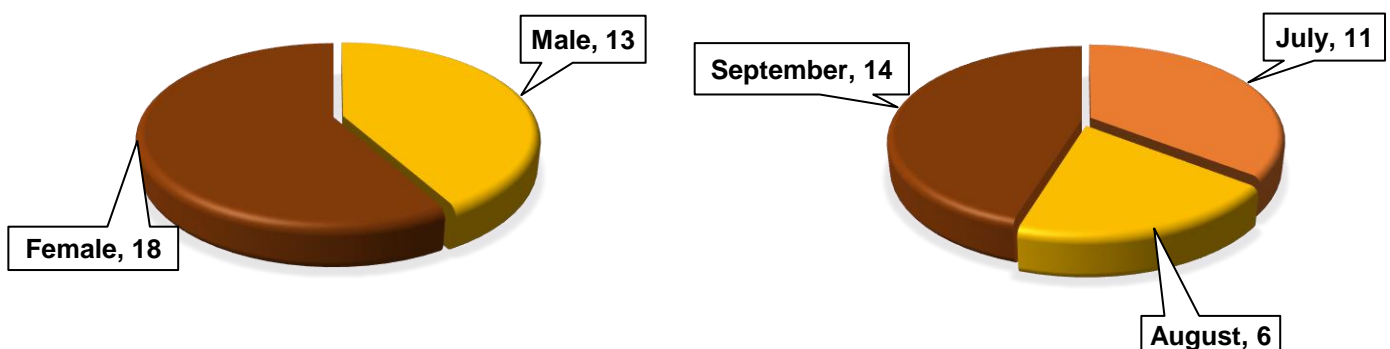 Male, 13
Female, 18
July, 11
September, 14
August, 6